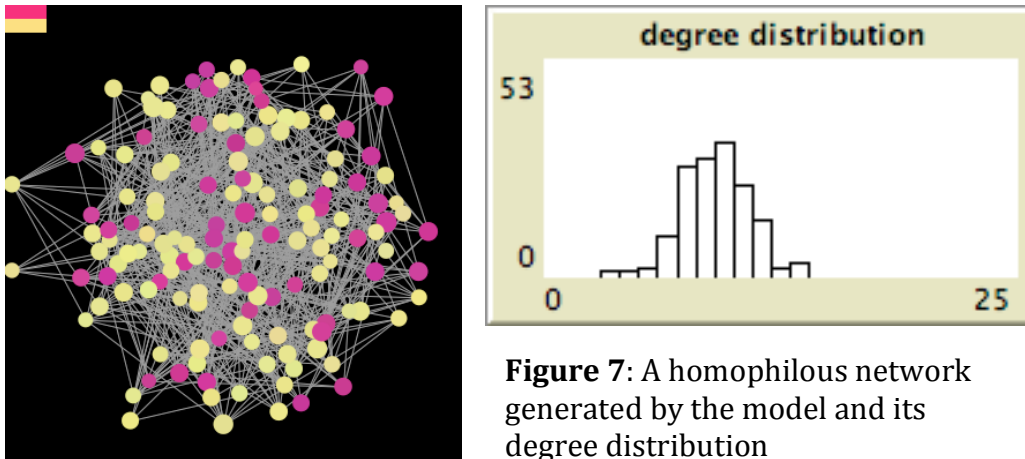 degree distribution
53
0
0 25
Figure 7: A homophilous network
generated by the model and its
degree distribution